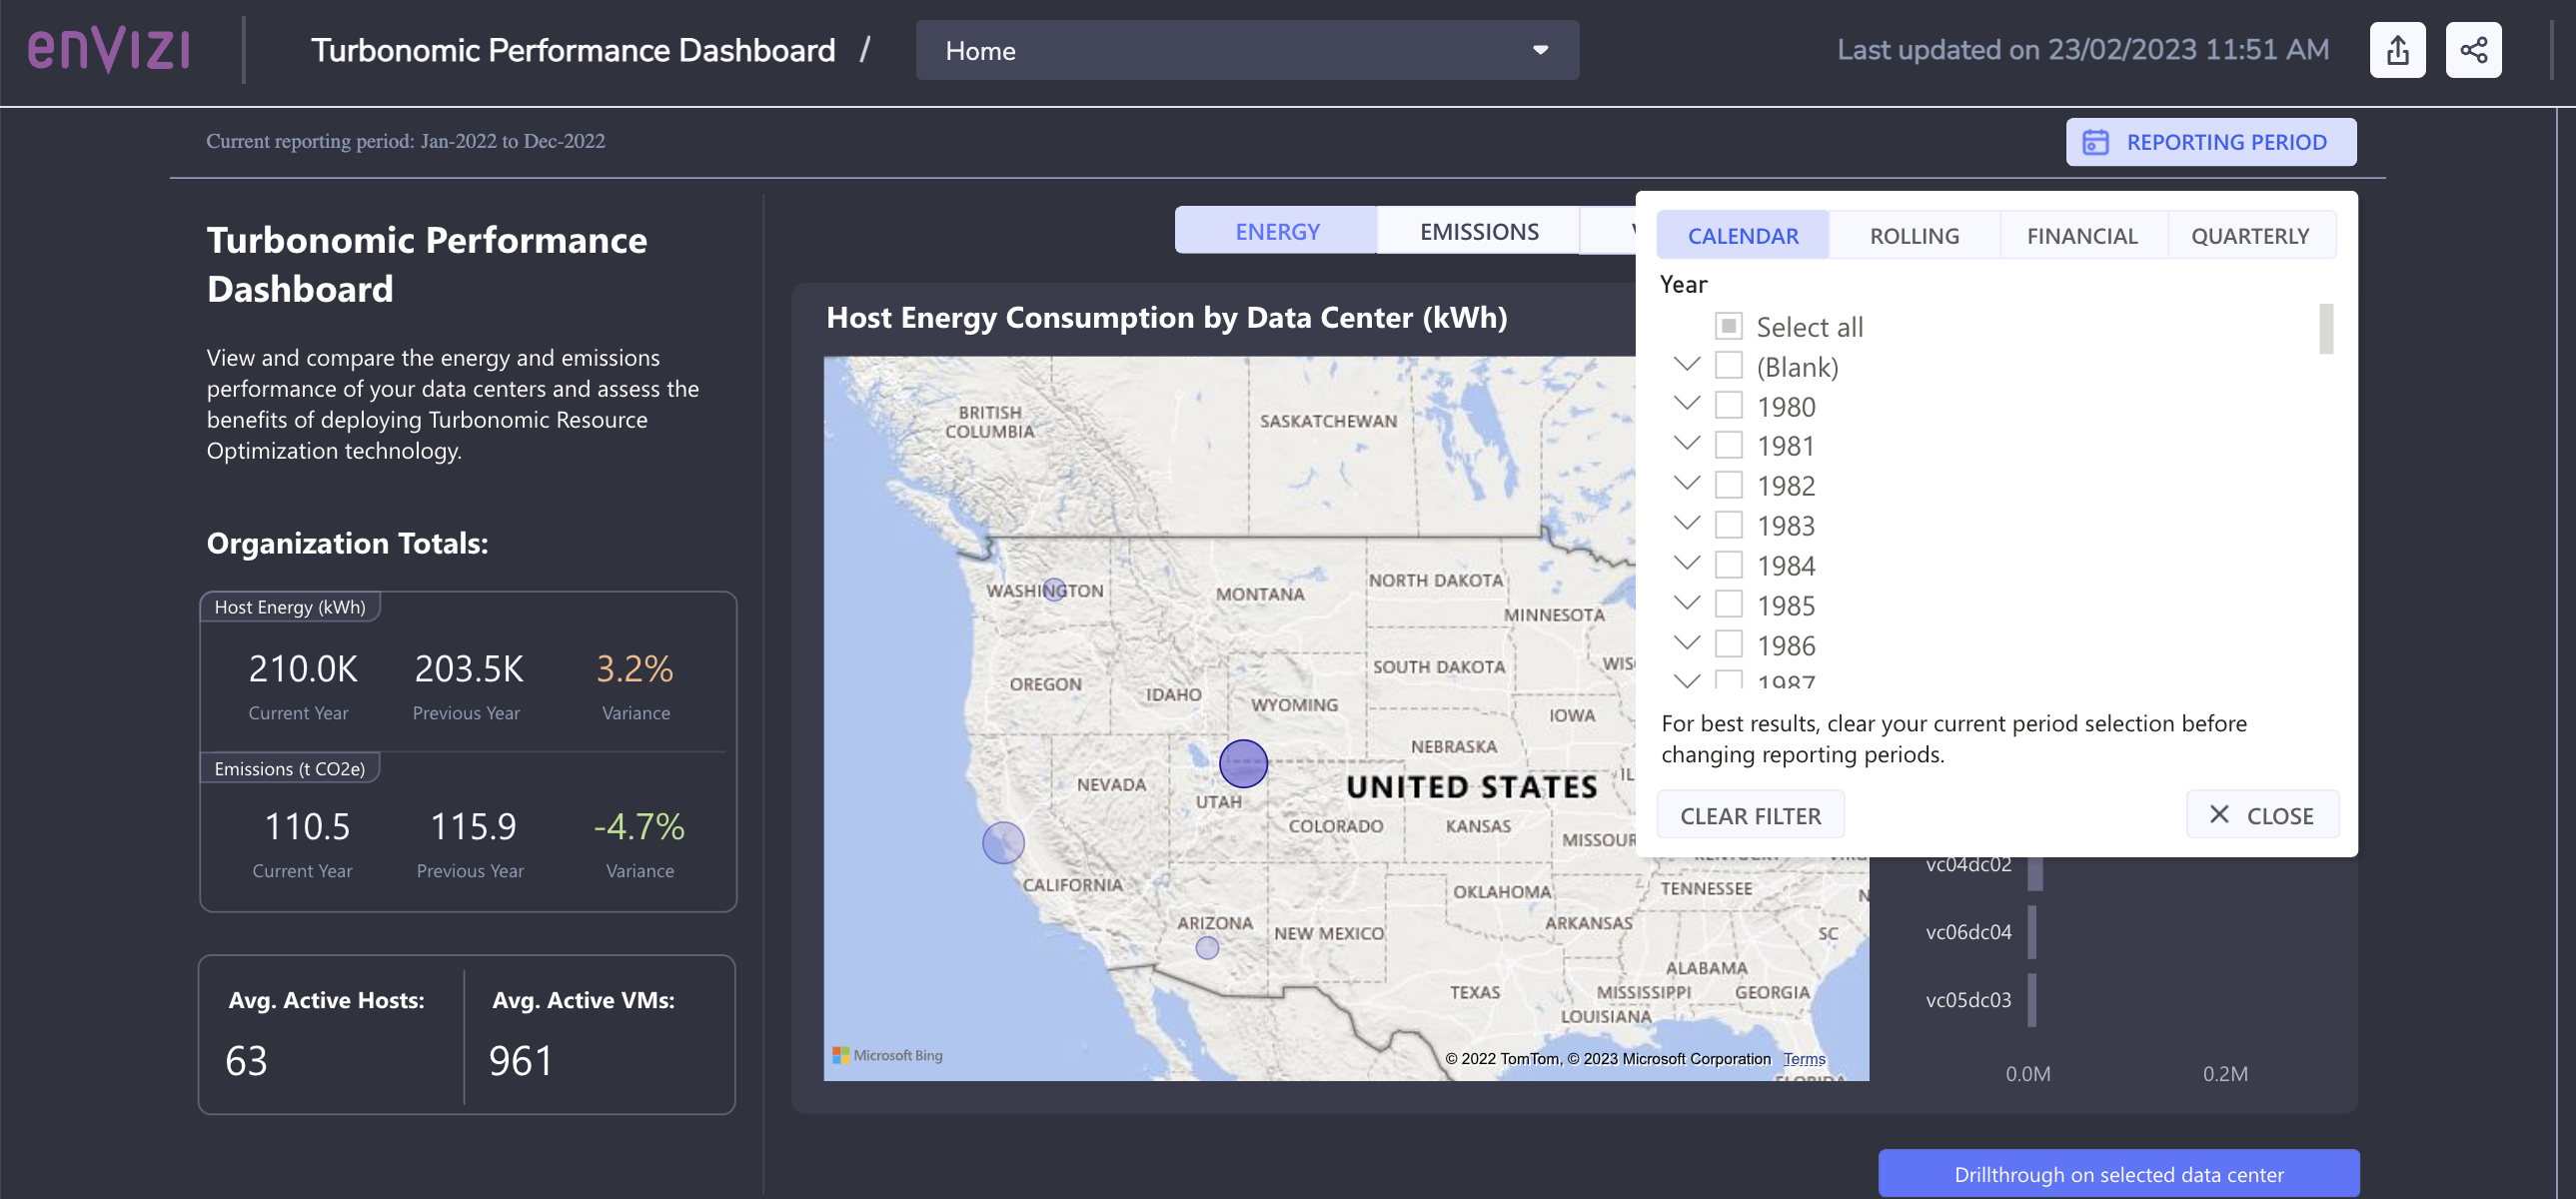 enVIZI
Turbonomic Performance Dashboard /
Home
Last updated on 23/02/2023 11:51 AM
Current reporting period: Jan-2022 to Dec-2022
REPORTING PERIOD
Turbonomic Performance
Dashboard
View and compare the energy and emissions
performance of your data centers and assess the
benefits of deploying Turbonomic Resource
Optimization technology.
Organization Totals:
Host Energy (kWh)
210.0K 203.5K 3.2%
Current Year Previous Year Variance
Emissions (t CO2e)
110.5 115.9 -4.7%
Current Year Previous Year Variance
Avg. Active Hosts:
63
Avg. Active VMs:
961
ENERGY EMISSIONS
Host Energy Consumption by Data Center (kWh)
BRITISH
COLUMBIA
SASKATCHEWAN
WASHINGTON
MONTANA
NORTH DAKOTA
MINNESOTA
OREGON
IDAHO
WYOMING
SOUTH DAKOTA
WISC
IOWA
NEBRASKA
NEVADA
UTAH
UNITED STATES
IL
COLORADO
KANSAS
MISSOUR
KENTUCKY
VIRG
CALIFORNIA
OKLAHOMA
TENNESSEE
N
ARIZONA
NEW MEXICO
ARKANSAS
SC
ALABAMA
TEXAS
MISSISSIPPI
GEORGIA
LOUISIANA
FLORIDA
Microsoft Bing
© 2022 TomTom, © 2023 Microsoft Corporation Terms
CALENDAR ROLLING FINANCIAL QUARTERLY
Year
Select all
(Blank)
1980
1981
1982
1983
1984
1985
1986
1987
For best results, clear your current period selection before
changing reporting periods.
CLEAR FILTER
CLOSE
vc04dc02
vc06dc04
vc05dc03
0.0M 0.2M
Drillthrough on selected data center